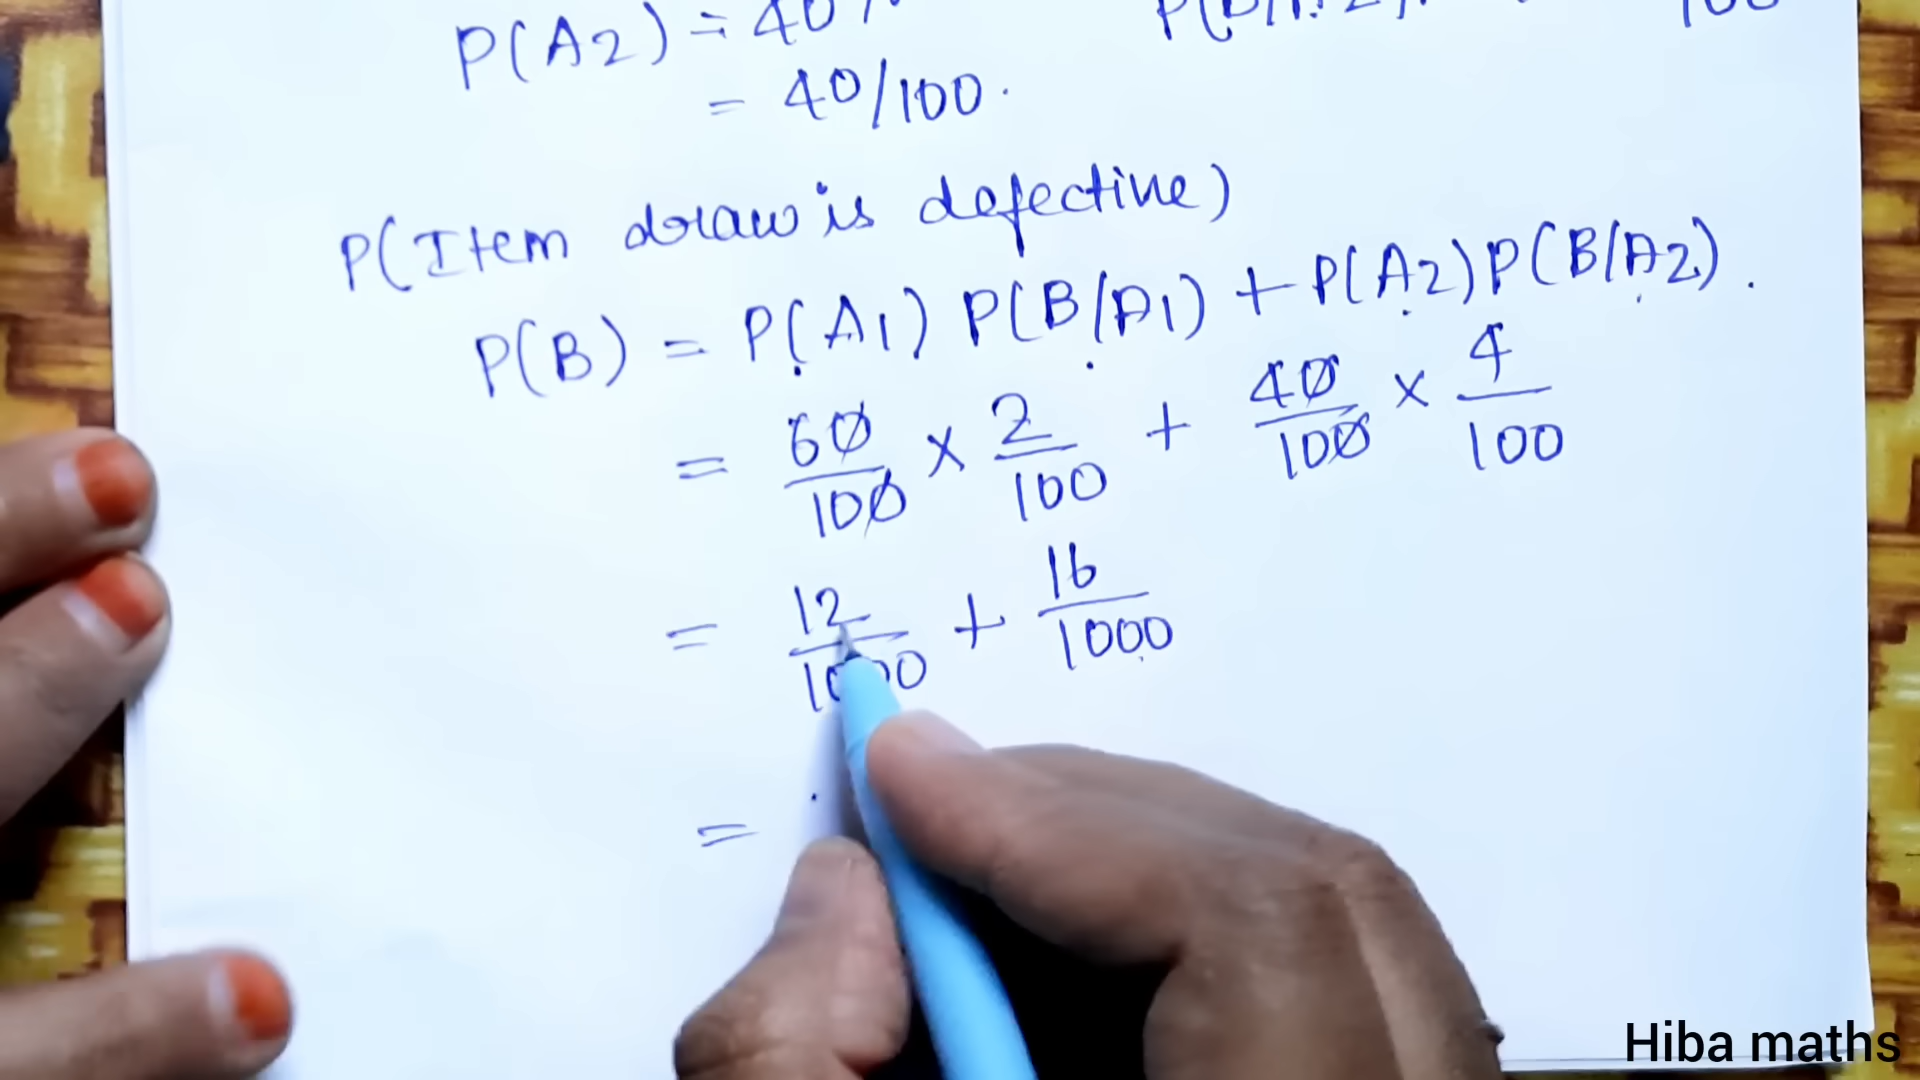 P(A2) = 40
= 40/100.
P(Item draw is defective)
P(B) = P(A1) P(B/A1) + P(A2) P(B/A2).
= 60/100 × 2/100 + 40/100 × 4/100
= 12/1000 + 16/1000
=
Hiba maths